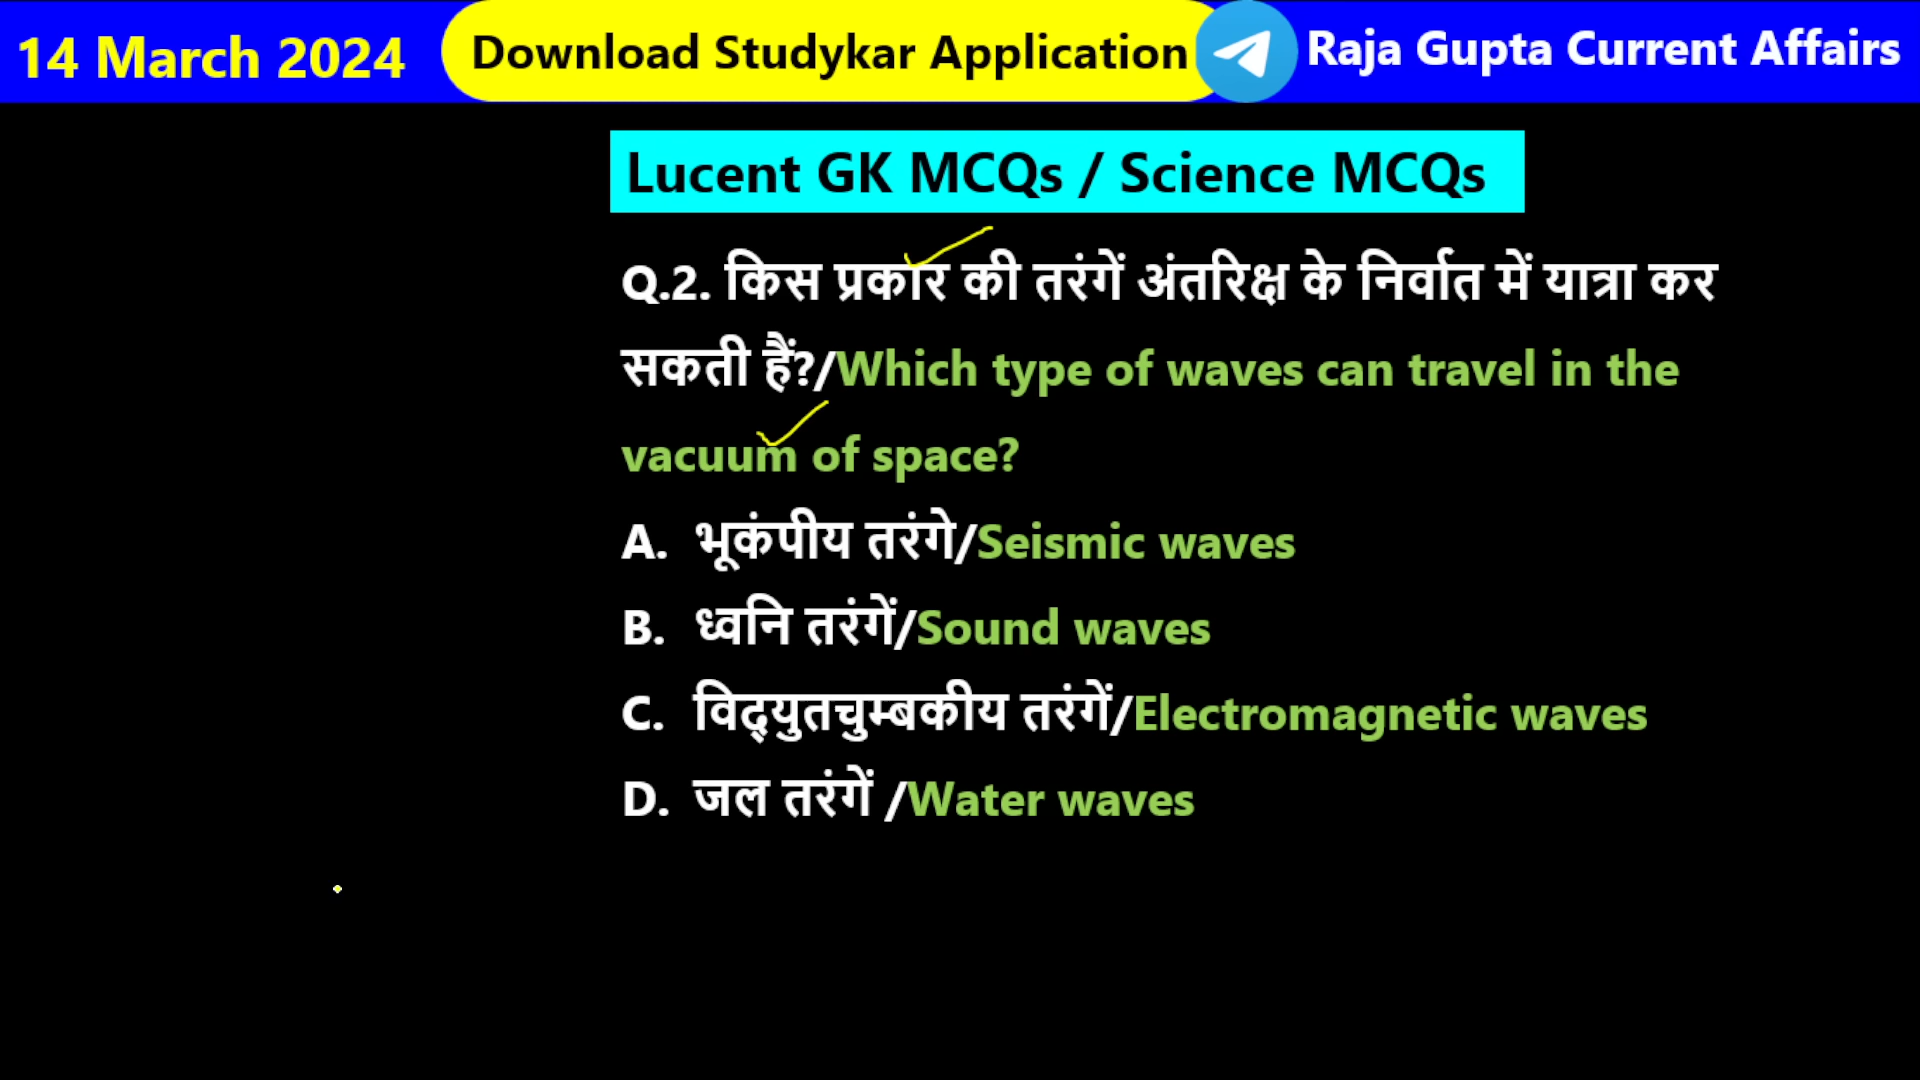 14 March 2024 Download Studykar Application Raja Gupta Current Affairs
Lucent GK MCQs / Science MCQs
Q.2. किस प्रकार की तरंगें अंतरिक्ष के निर्वात में यात्रा कर
सकती हैं?/Which type of waves can travel in the
vacuum of space?
A. भूकंपीय तरंगे/Seismic waves
B. ध्वनि तरंगें/Sound waves
C. विद्युतचुम्बकीय तरंगें/Electromagnetic waves
D. जल तरंगें /Water waves